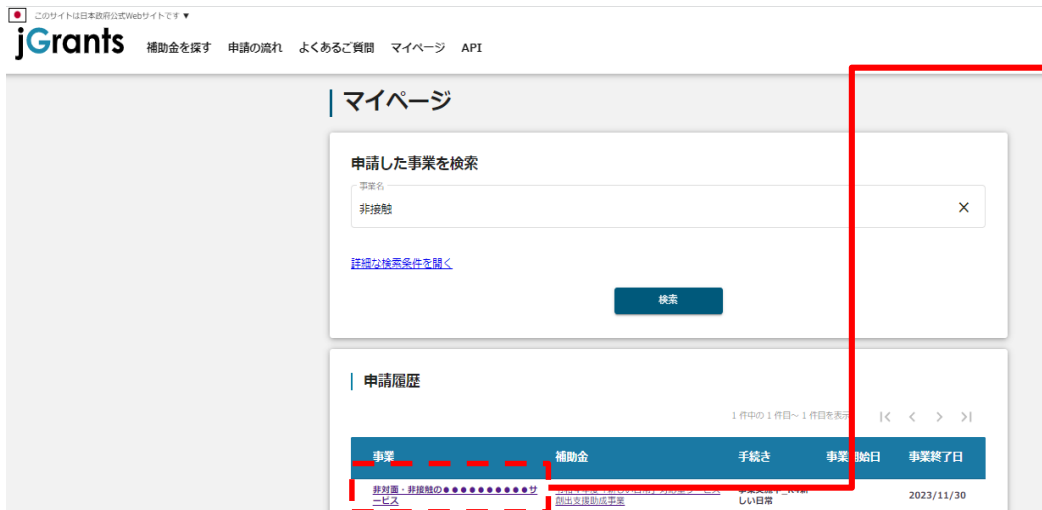 このサイトは日本政府公式Webサイトです ▼
jGrants 補助金を探す 申請の流れ よくあるご質問 マイページ API
マイページ
申請した事業を検索
事業名
非接触 ×
詳細な検索条件を開く
検索
申請履歴
1 件中の 1 件目～ 1 件目を表示
事業 補助金 手続き 事業開始日 事業終了日
非対面・非接触の●●●●●●●●●●サ
ービス
創出支援助成事業
しい日常
2023/11/30